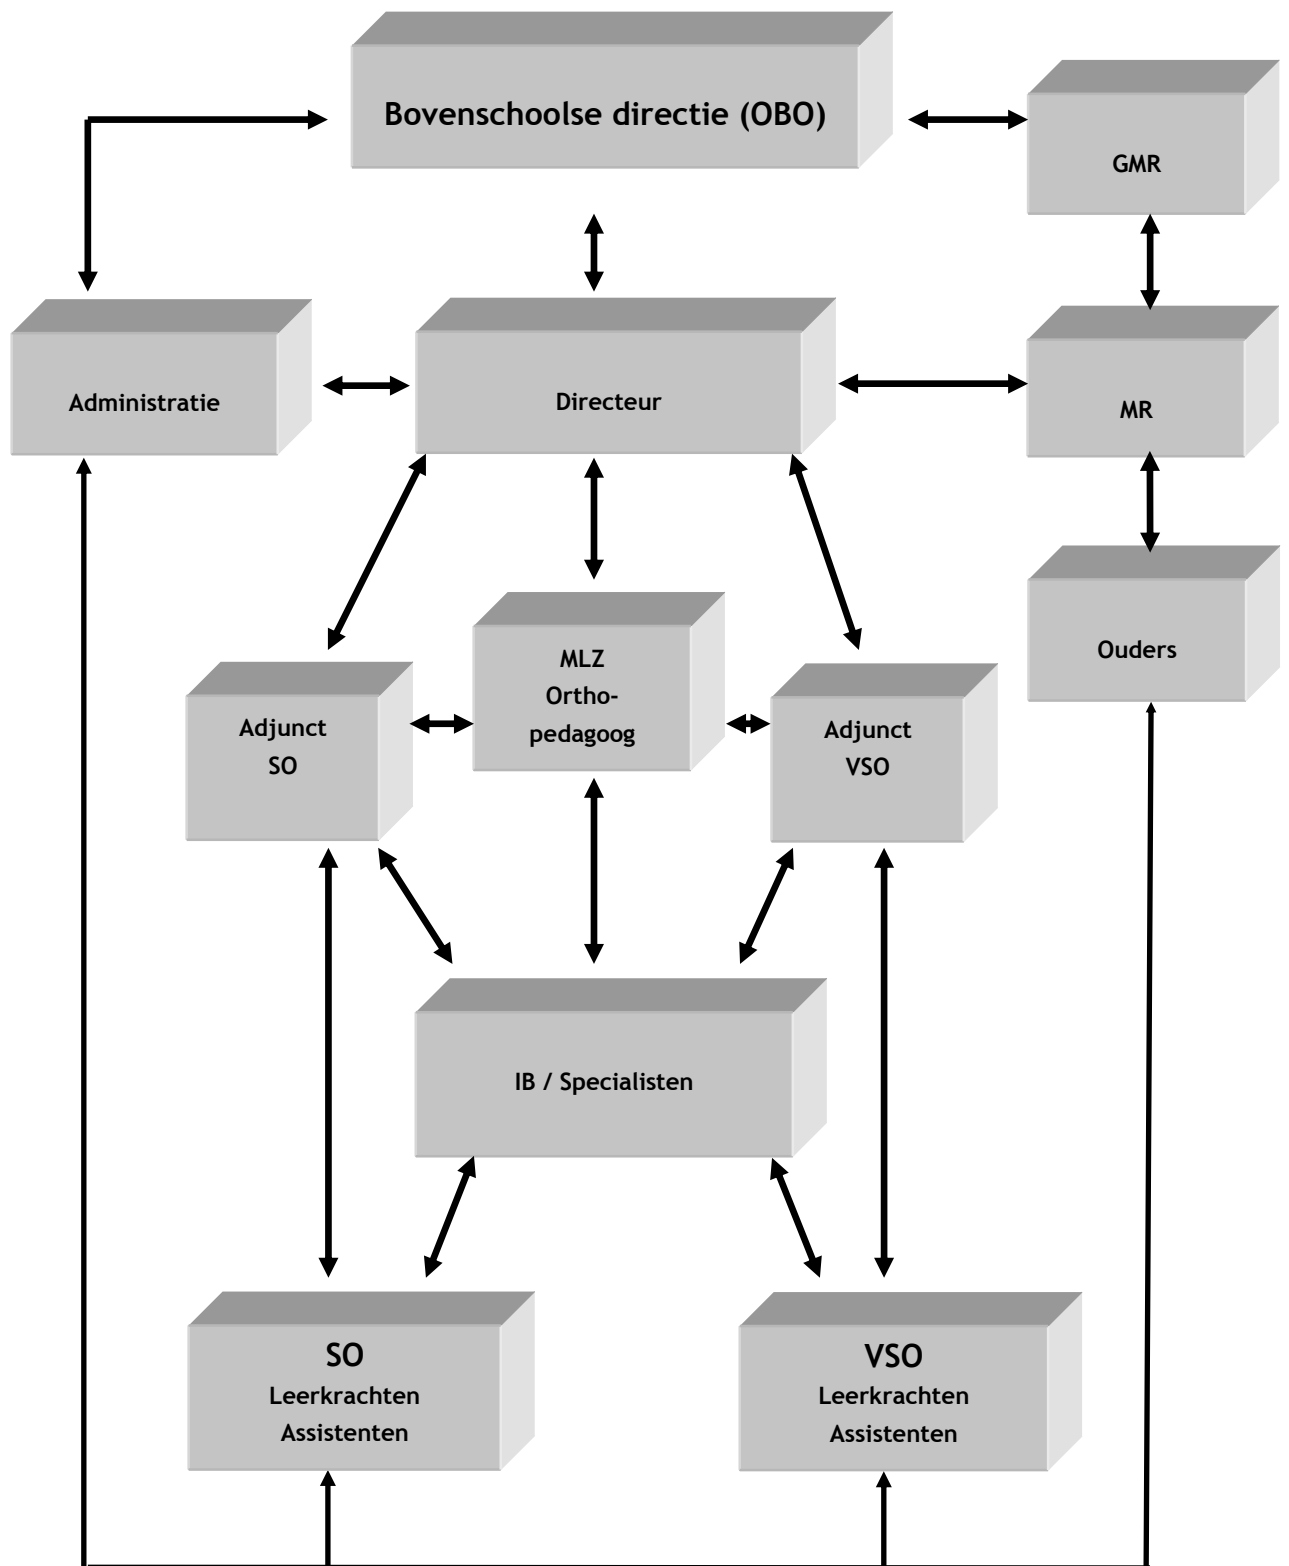 Bovenschoolse directie (OBO)
GMR
Administratie
Directeur
MR
MLZ
Ortho-
pedagoog
Ouders
Adjunct
SO
Adjunct
VSO
IB / Specialisten
SO
Leerkrachten
Assistenten
VSO
Leerkrachten
Assistenten